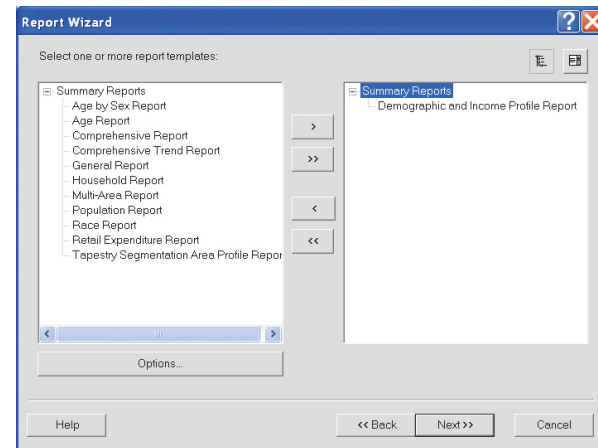 Report Wizard
Select one or more report templates:
Summary Reports
Age by Sex Report
Age Report
Comprehensive Report
Comprehensive Trend Report
General Report
Household Report
Multi-Area Report
Population Report
Race Report
Retail Expenditure Report
Tapestry Segmentation Area Profile Repor
>
>>
<
<<
Summary Reports
Demographic and Income Profile Report
Options...
Help
<< Back
Next >>
Cancel